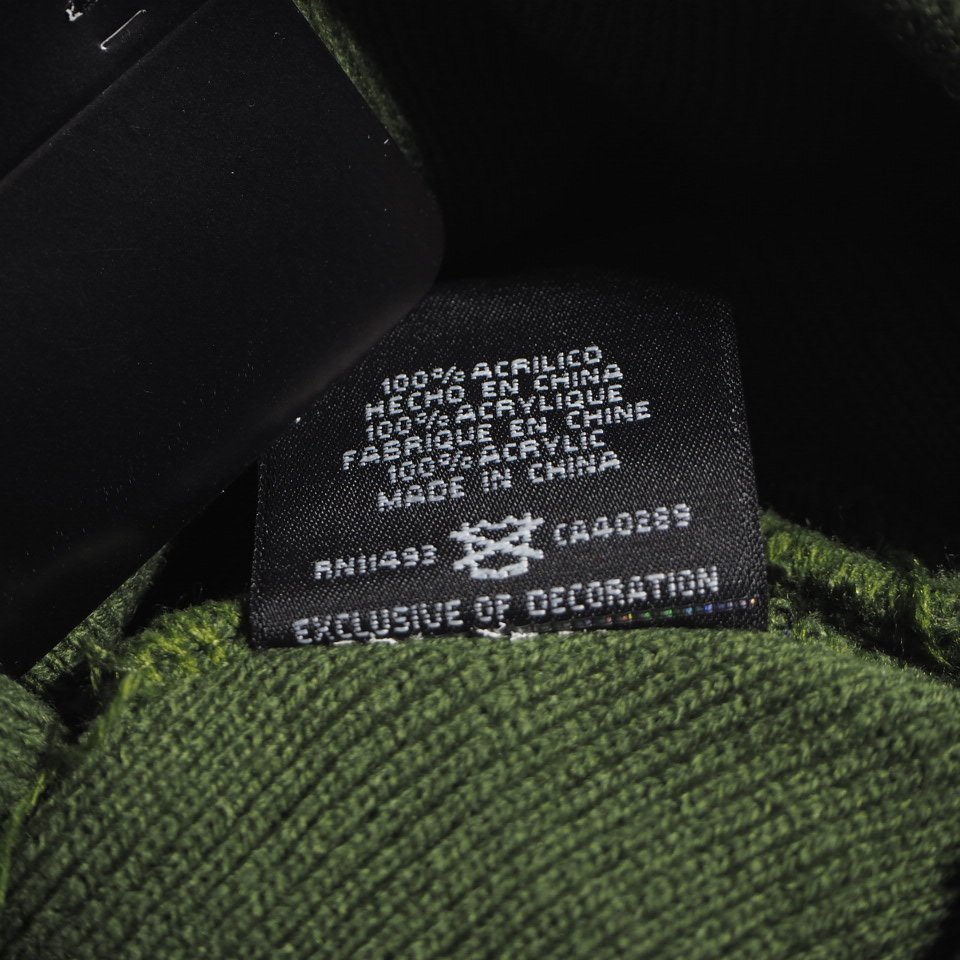 100% ACRILICO
HECHO EN CHINA
100% ACRYLIQUE
FABRIQUE EN CHINE
100% ACRYLIC
MADE IN CHINA
RN11493 CA40289
EXCLUSIVE OF DECORATION